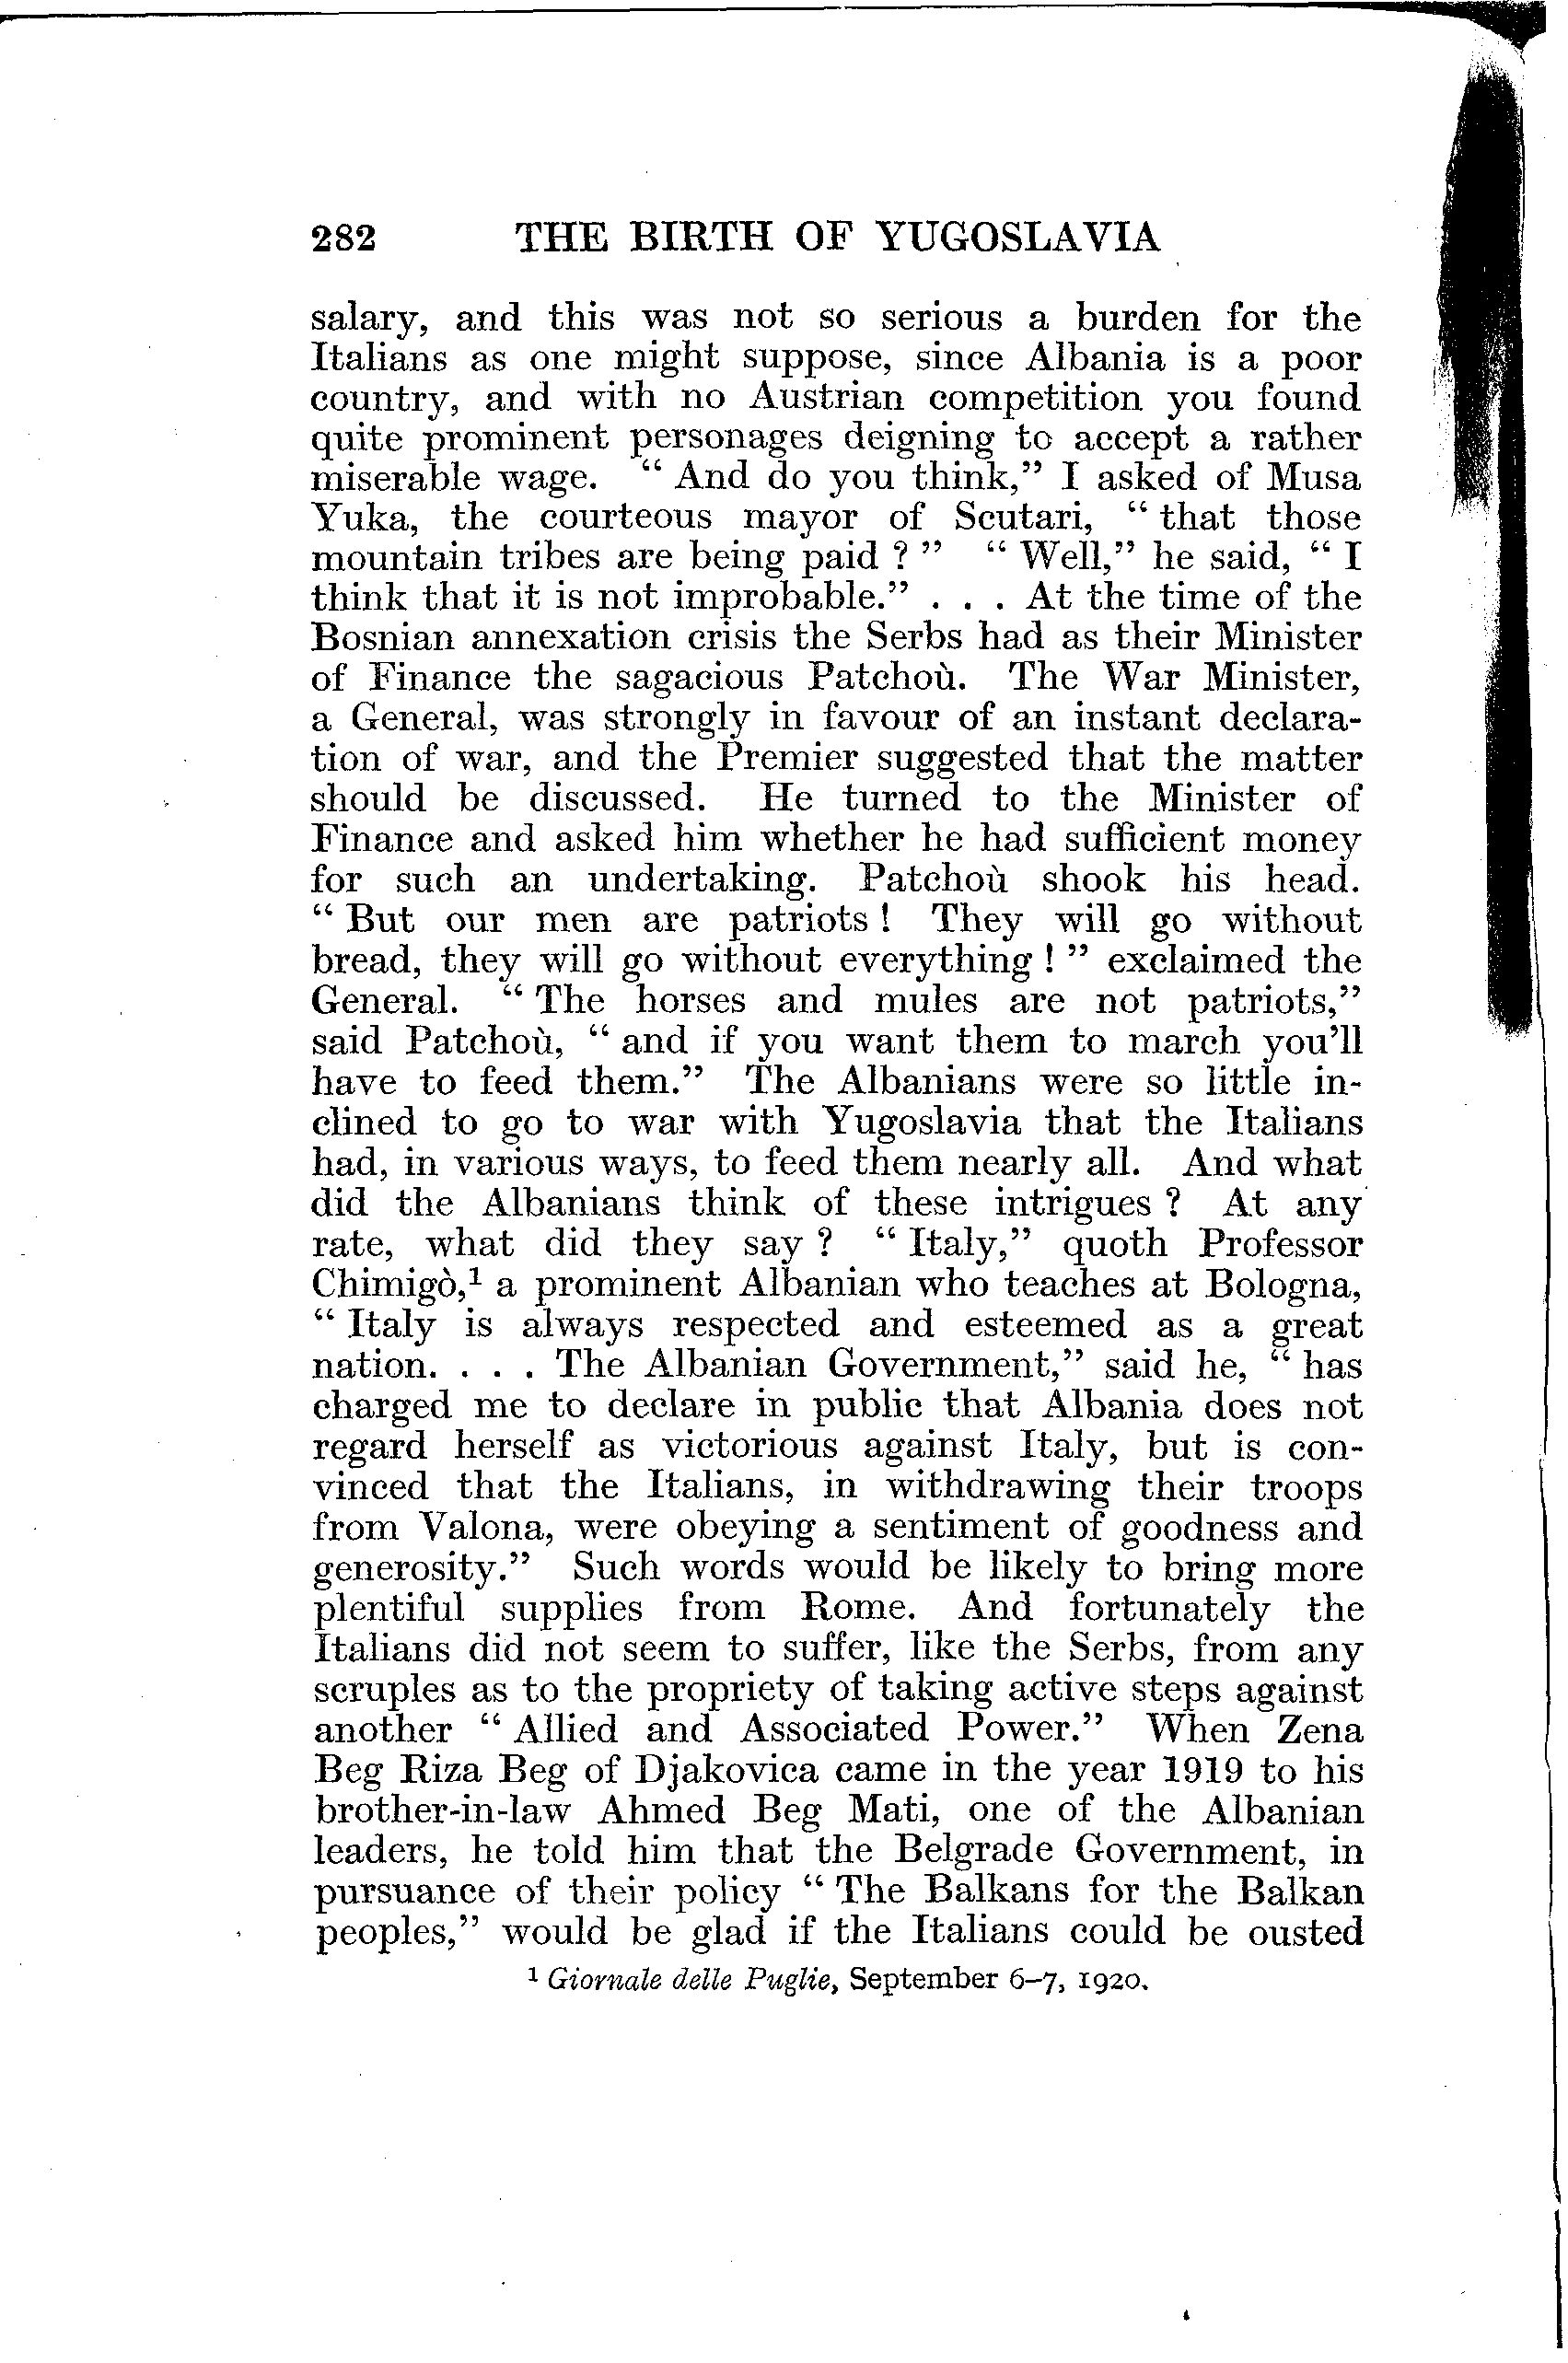 282 THE BIRTH OF YUGOSLAVIA
salary, and this was not so serious a burden for the
Italians as one might suppose, since Albania is a poor
country, and with no Austrian competition you found
quite prominent personages deigning to accept a rather
miserable wage. “ And do you think,” I asked of Musa
Yuka, the courteous mayor of Scutari, “ that those
mountain tribes are being paid ? ” “ Well,” he said, “ I
think that it is not improbable.” . . . At the time of the
Bosnian annexation crisis the Serbs had as their Minister
of Finance the sagacious Patchoù. The War Minister,
a General, was strongly in favour of an instant declara-
tion of war, and the Premier suggested that the matter
should be discussed. He turned to the Minister of
Finance and asked him whether he had sufficient money
for such an undertaking. Patchoù shook his head.
“ But our men are patriots ! They will go without
bread, they will go without everything ! ” exclaimed the
General. “ The horses and mules are not patriots,”
said Patchoù, “ and if you want them to march you’ll
have to feed them.” The Albanians were so little in-
clined to go to war with Yugoslavia that the Italians
had, in various ways, to feed them nearly all. And what
did the Albanians think of these intrigues ? At any
rate, what did they say ? “ Italy,” quoth Professor
Chimigò,¹ a prominent Albanian who teaches at Bologna,
“ Italy is always respected and esteemed as a great
nation. . . . The Albanian Government,” said he, “ has
charged me to declare in public that Albania does not
regard herself as victorious against Italy, but is con-
vinced that the Italians, in withdrawing their troops
from Valona, were obeying a sentiment of goodness and
generosity.” Such words would be likely to bring more
plentiful supplies from Rome. And fortunately the
Italians did not seem to suffer, like the Serbs, from any
scruples as to the propriety of taking active steps against
another “ Allied and Associated Power.” When Zena
Beg Riza Beg of Djakovica came in the year 1919 to his
brother-in-law Ahmed Beg Mati, one of the Albanian
leaders, he told him that the Belgrade Government, in
pursuance of their policy “ The Balkans for the Balkan
peoples,” would be glad if the Italians could be ousted
¹ Giornale delle Puglie, September 6–7, 1920.